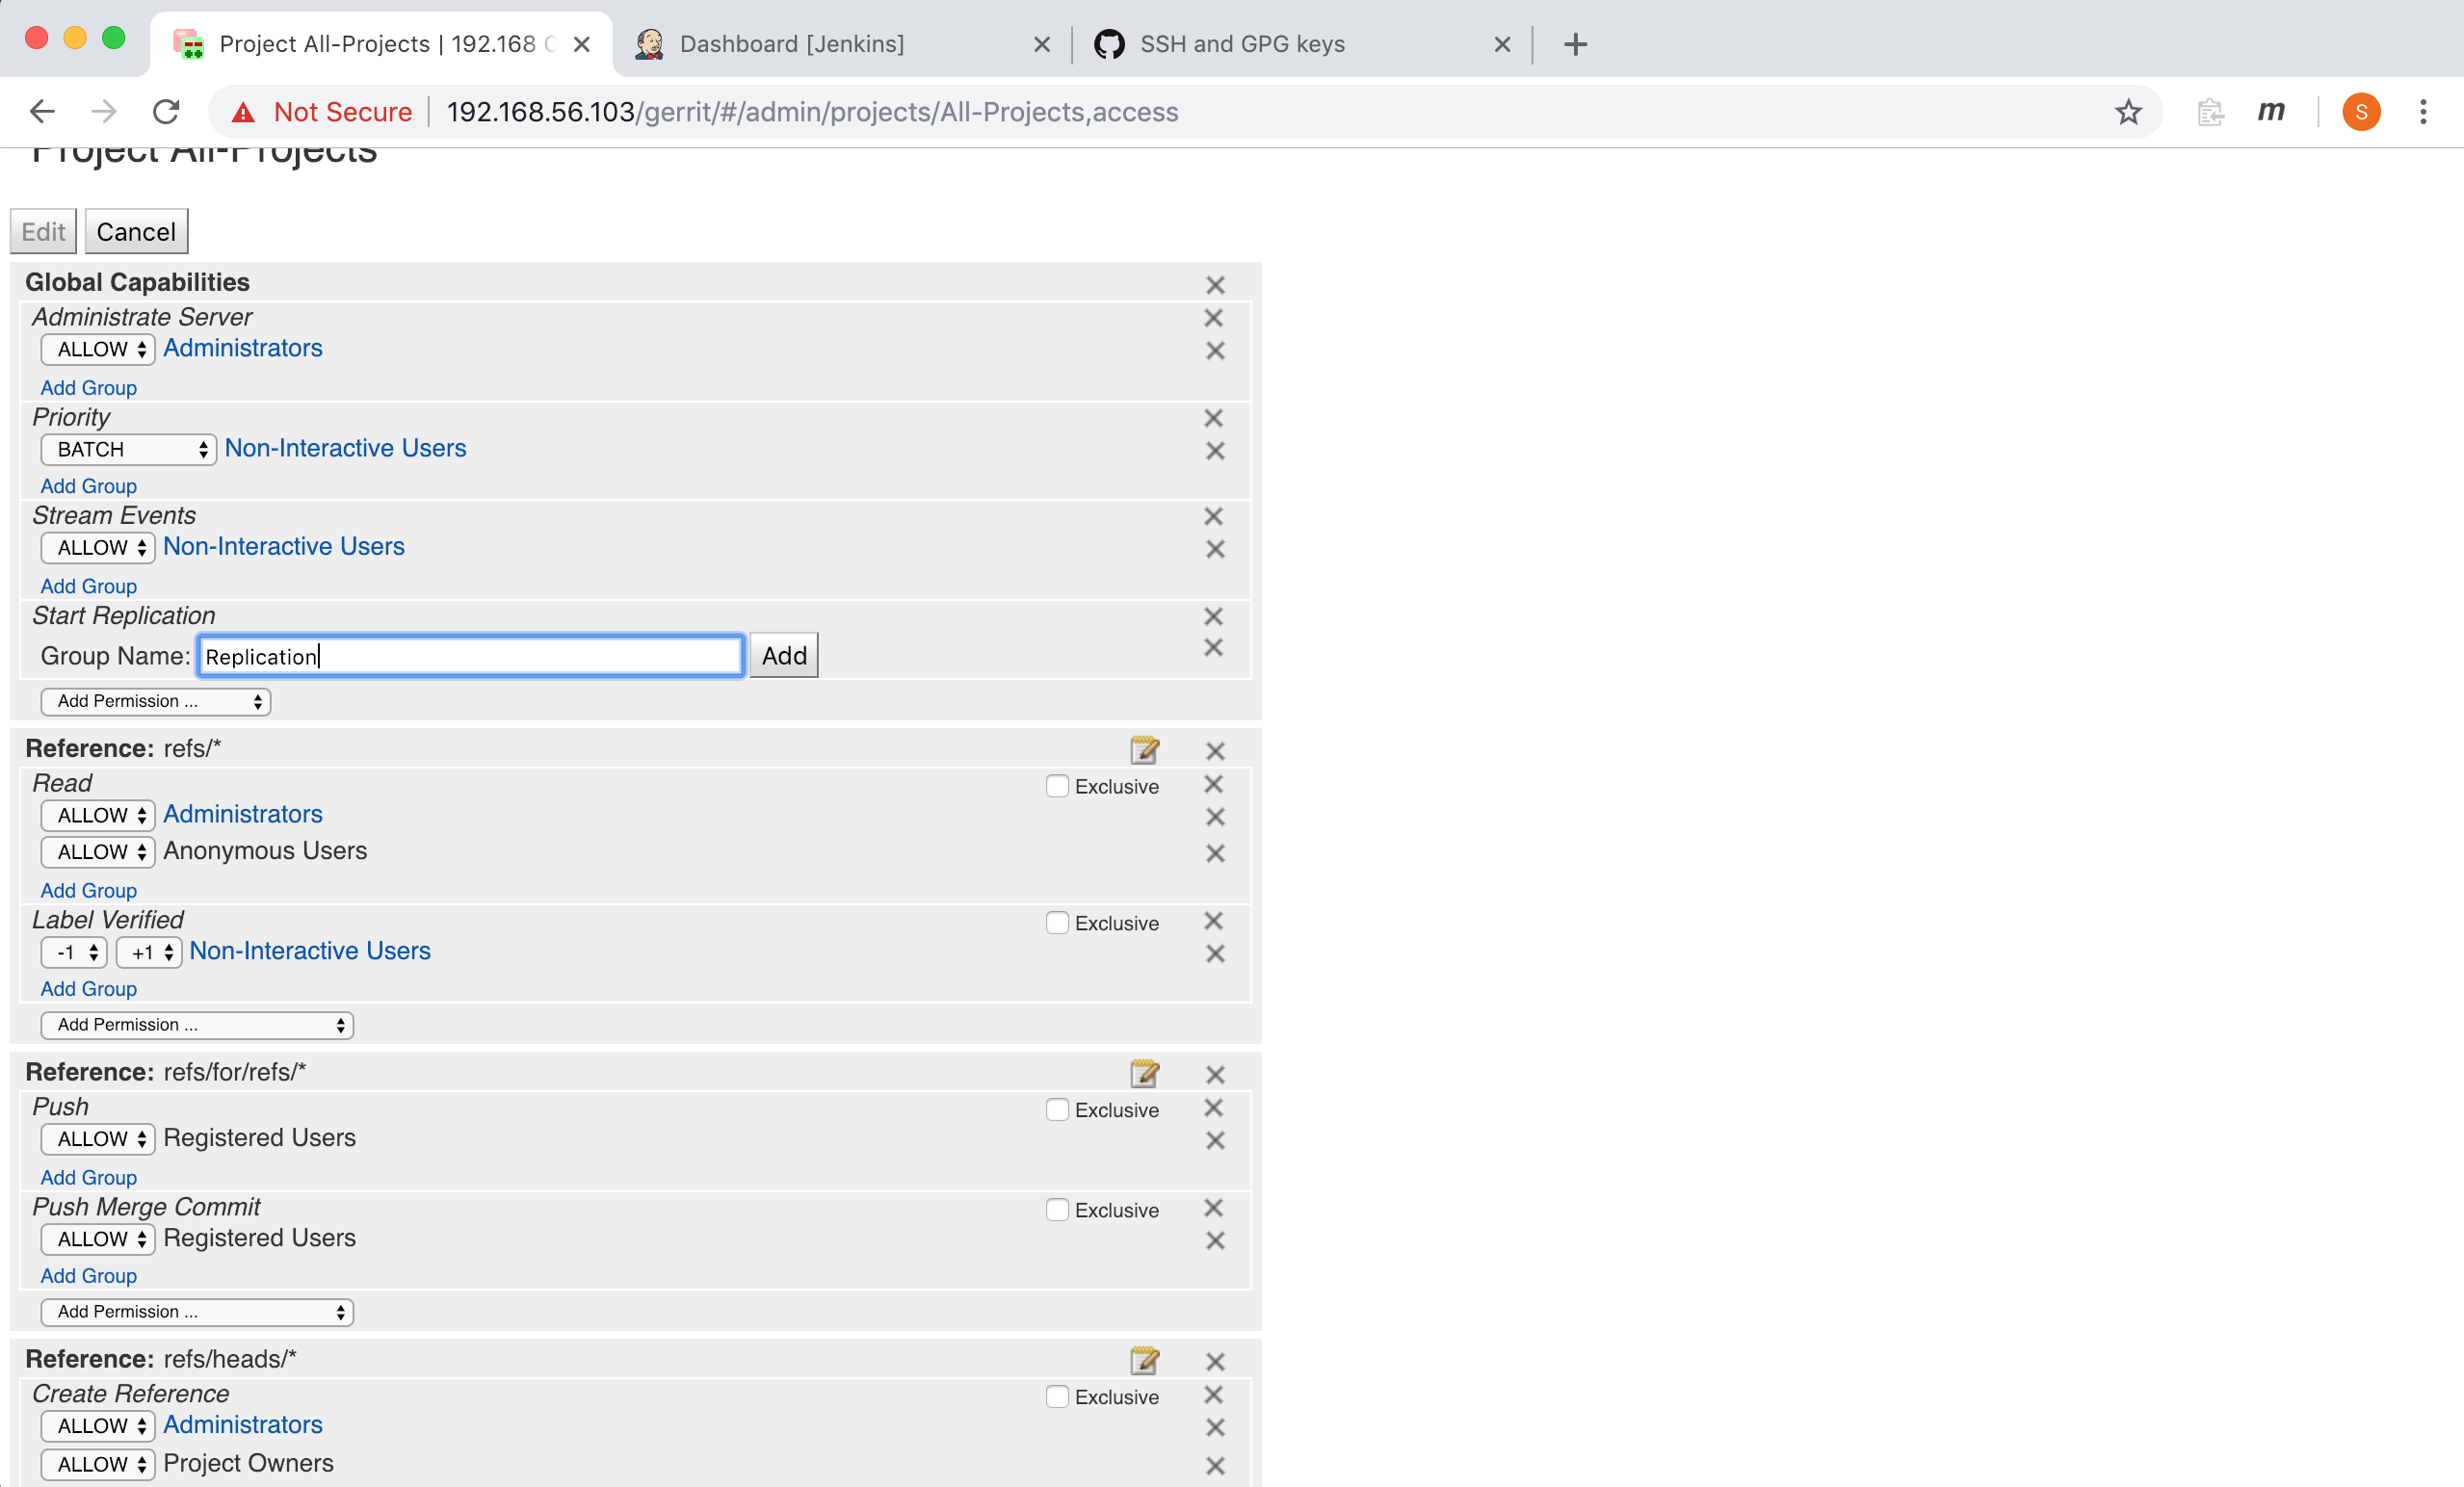 Project All-Projects | 192.168
Dashboard [Jenkins]
SSH and GPG keys
Not Secure
192.168.56.103/gerrit/#/admin/projects/All-Projects,access
m
S
Project All-Projects
Edit
Cancel
Global Capabilities
Administrate Server
ALLOW Administrators
Add Group
Priority
BATCH Non-Interactive Users
Add Group
Stream Events
ALLOW Non-Interactive Users
Add Group
Start Replication
Group Name: Replication Add
Add Permission ...
Reference: refs/*
Read Exclusive
ALLOW Administrators
ALLOW Anonymous Users
Add Group
Label Verified Exclusive
-1 +1 Non-Interactive Users
Add Group
Add Permission ...
Reference: refs/for/refs/*
Push Exclusive
ALLOW Registered Users
Add Group
Push Merge Commit Exclusive
ALLOW Registered Users
Add Group
Add Permission ...
Reference: refs/heads/*
Create Reference Exclusive
ALLOW Administrators
ALLOW Project Owners